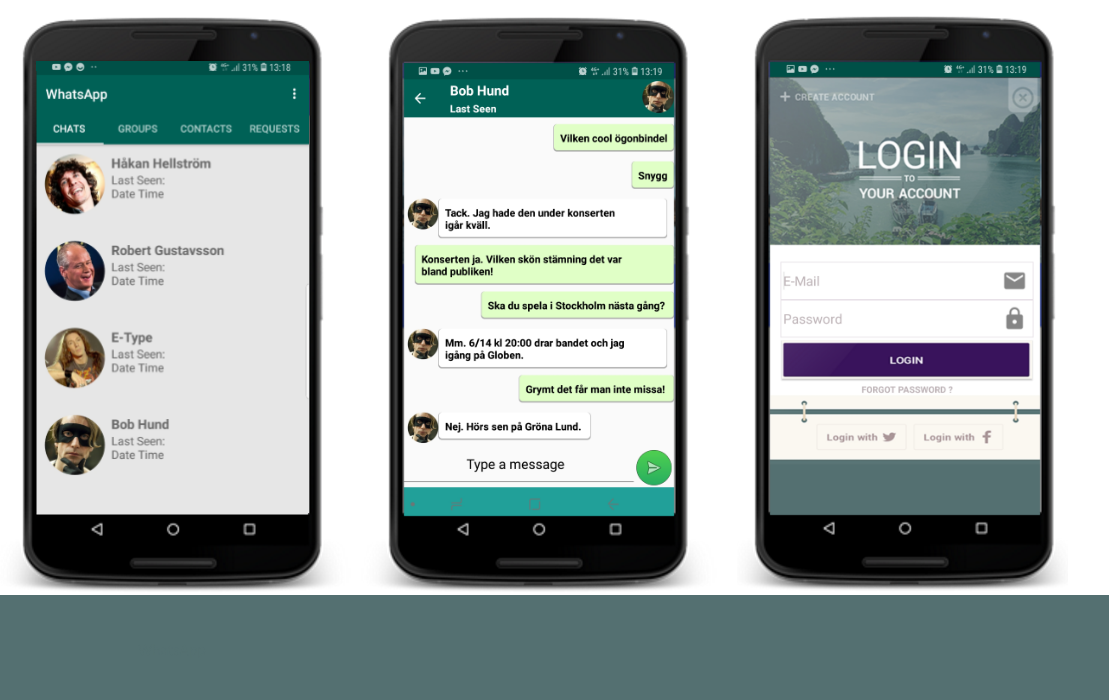 31% 13:18
WhatsApp
CHATS GROUPS CONTACTS REQUESTS
Håkan Hellström
Last Seen:
Date Time
Robert Gustavsson
Last Seen:
Date Time
E-Type
Last Seen:
Date Time
Bob Hund
Last Seen:
Date Time
31% 13:19
Bob Hund
Last Seen
Vilken cool ögonbindel
Snygg
Tack. Jag hade den under konserten
igår kväll.
Konserten ja. Vilken skön stämning det var
bland publiken!
Ska du spela i Stockholm nästa gång?
Mm. 6/14 kl 20:00 drar bandet och jag
igång på Globen.
Grymt det får man inte missa!
Nej. Hörs sen på Gröna Lund.
Type a message
31% 13:19
+ CREATE ACCOUNT
LOGIN
TO
YOUR ACCOUNT
E-Mail
Password
LOGIN
FORGOT PASSWORD ?
Login with
Login with